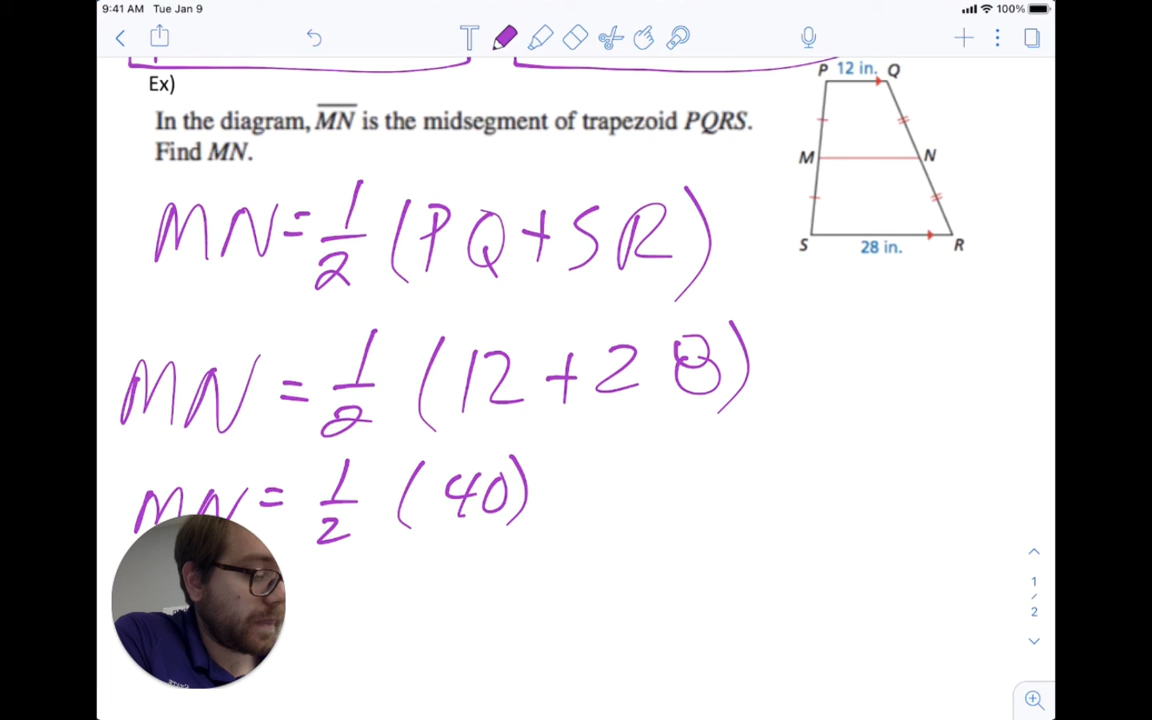 9:41 AM Tue Jan 9
100%
T
Ex)
In the diagram, MN is the midsegment of trapezoid PQRS.
Find MN.
P 12 in. Q
M N
S 28 in. R
MN = 1/2 (PQ + SR)
MN = 1/2 (12 + 28)
MN = 1/2 (40)
1
/
2